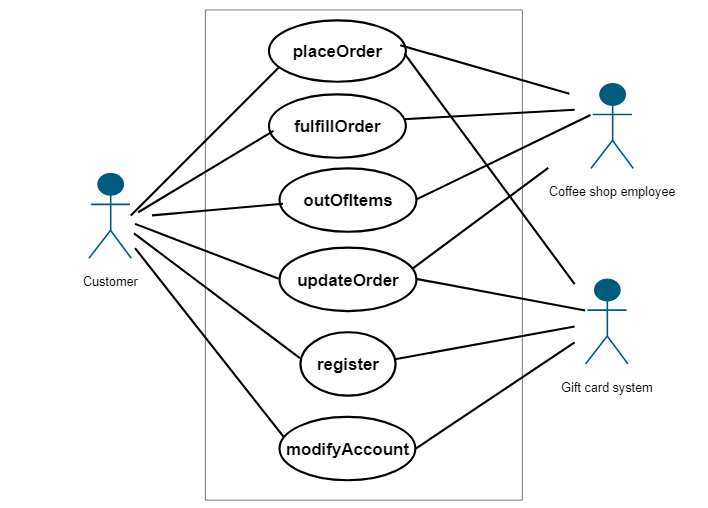 placeOrder
fulfillOrder
outOfItems
Coffee shop employee
Customer
updateOrder
register
Gift card system
modifyAccount